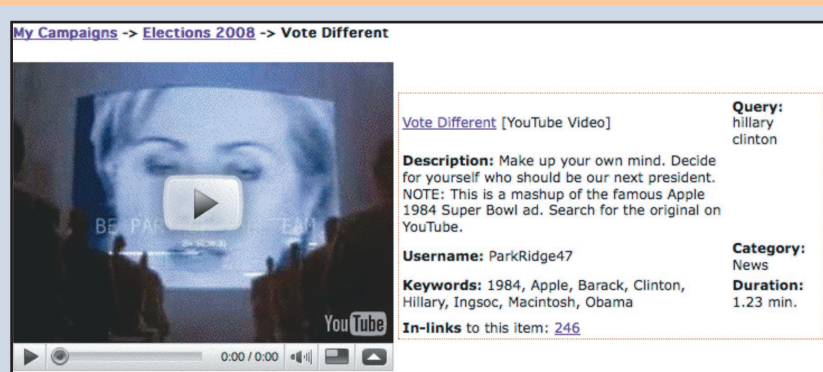 My Campaigns -> Elections 2008 -> Vote Different
YouTube
0:00 / 0:00
Vote Different [YouTube Video]
Query:
hillary
clinton
Description: Make up your own mind. Decide
for yourself who should be our next president.
NOTE: This is a mashup of the famous Apple
1984 Super Bowl ad. Search for the original on
YouTube.
Username: ParkRidge47
Category:
News
Keywords: 1984, Apple, Barack, Clinton,
Hillary, Ingsoc, Macintosh, Obama
Duration:
1.23 min.
In-links to this item: 246